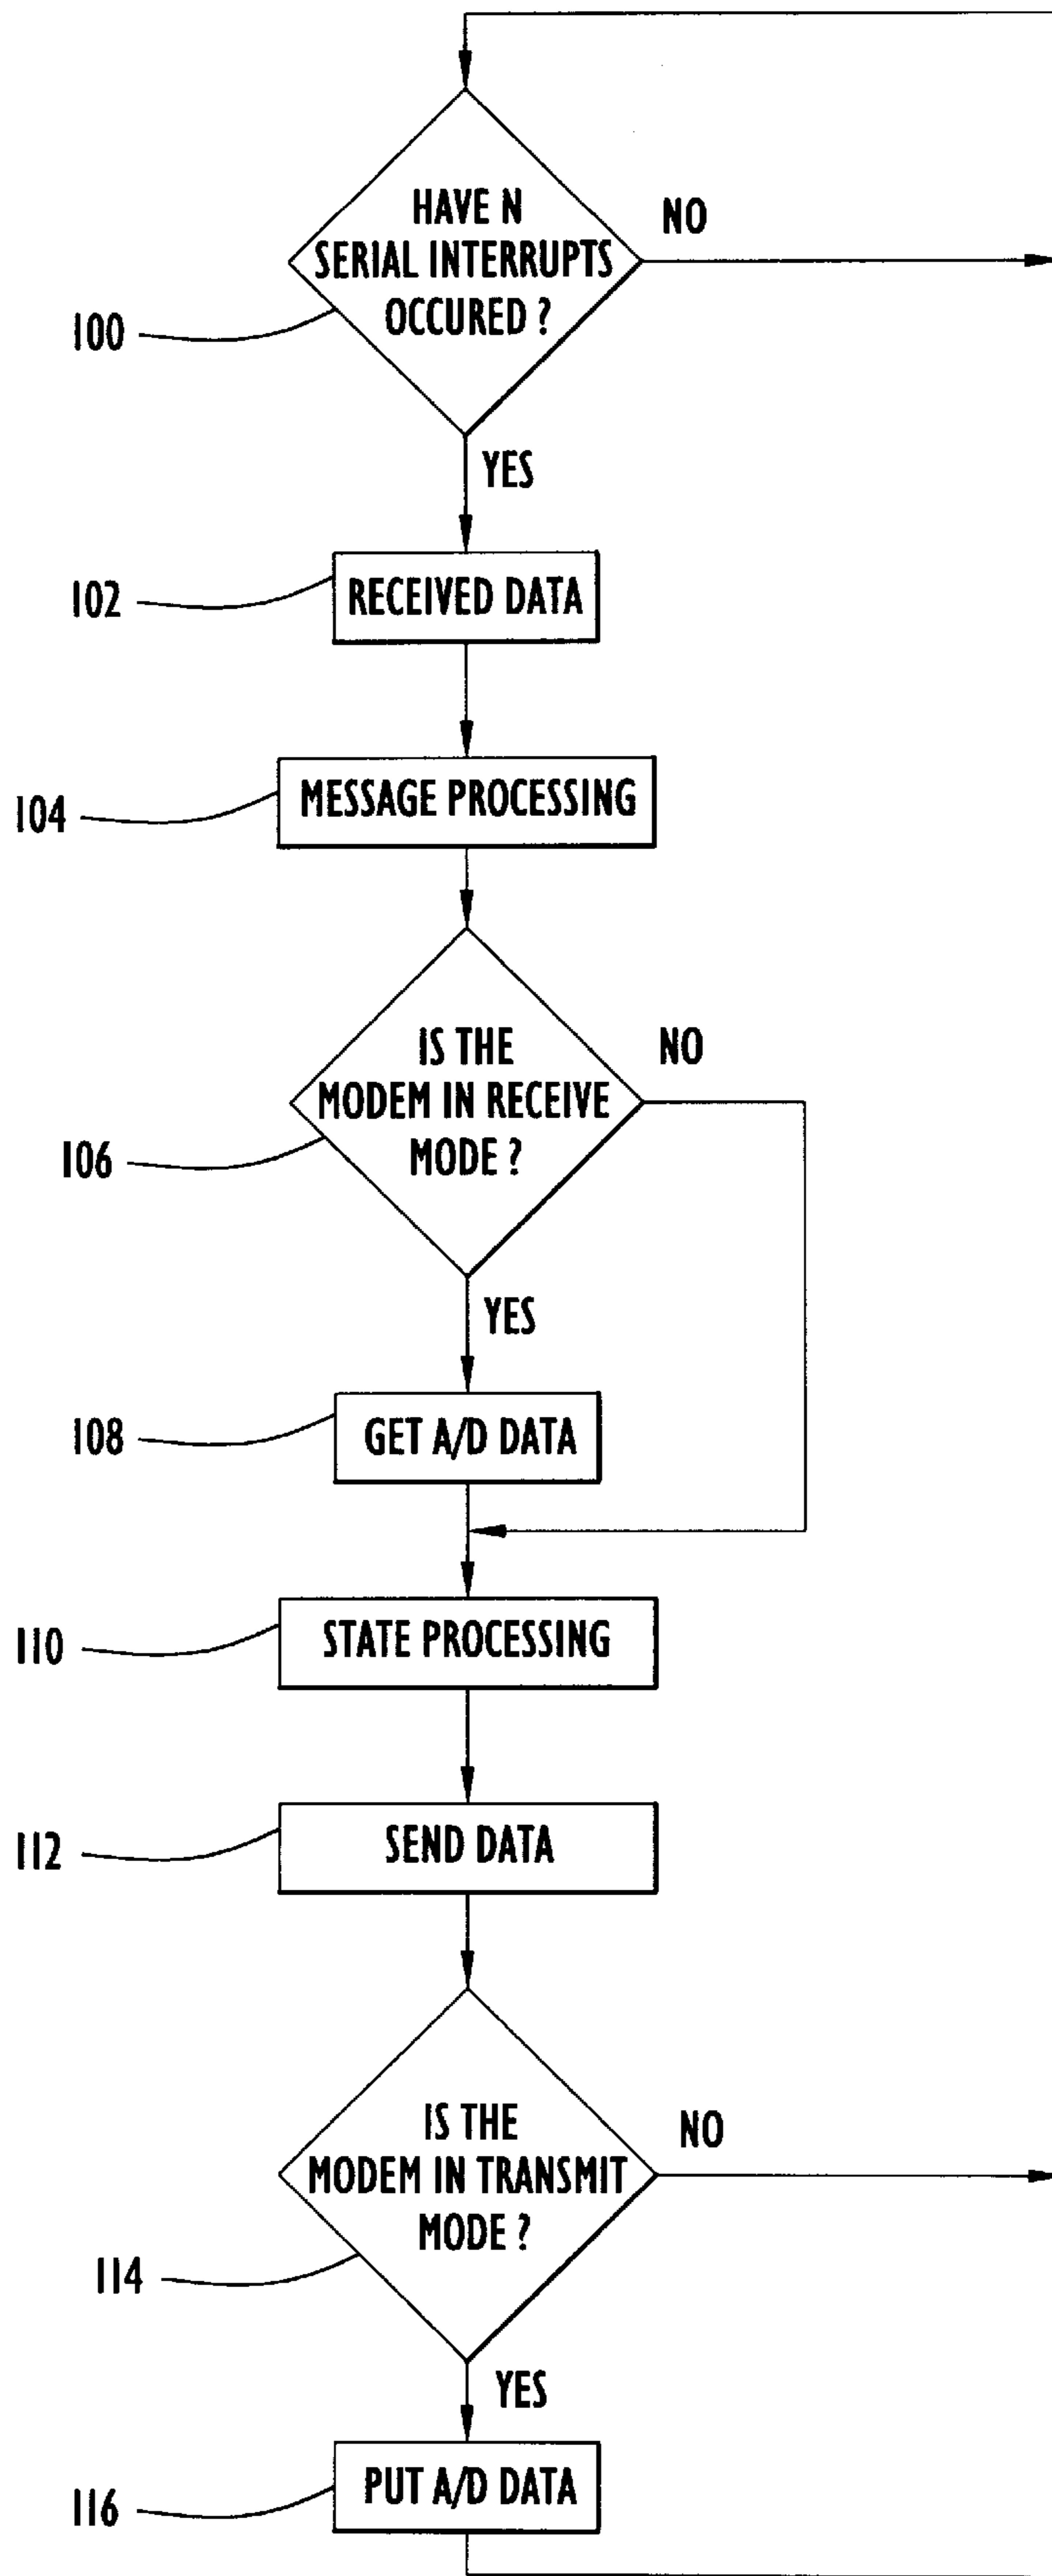 HAVE N
SERIAL INTERRUPTS
OCCURED ?
NO
100
YES
102
RECEIVED DATA
104
MESSAGE PROCESSING
IS THE
MODEM IN RECEIVE
MODE ?
NO
106
YES
108
GET A/D DATA
110
STATE PROCESSING
112
SEND DATA
IS THE
MODEM IN TRANSMIT
MODE ?
NO
114
YES
116
PUT A/D DATA